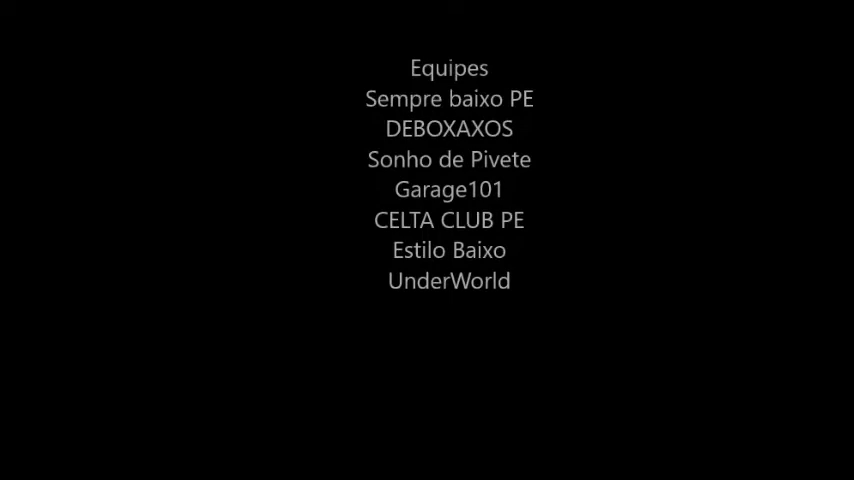 Equipes
Sempre baixo PE
DEBOXAXOS
Sonho de Pivete
Garage101
CELTA CLUB PE
Estilo Baixo
UnderWorld